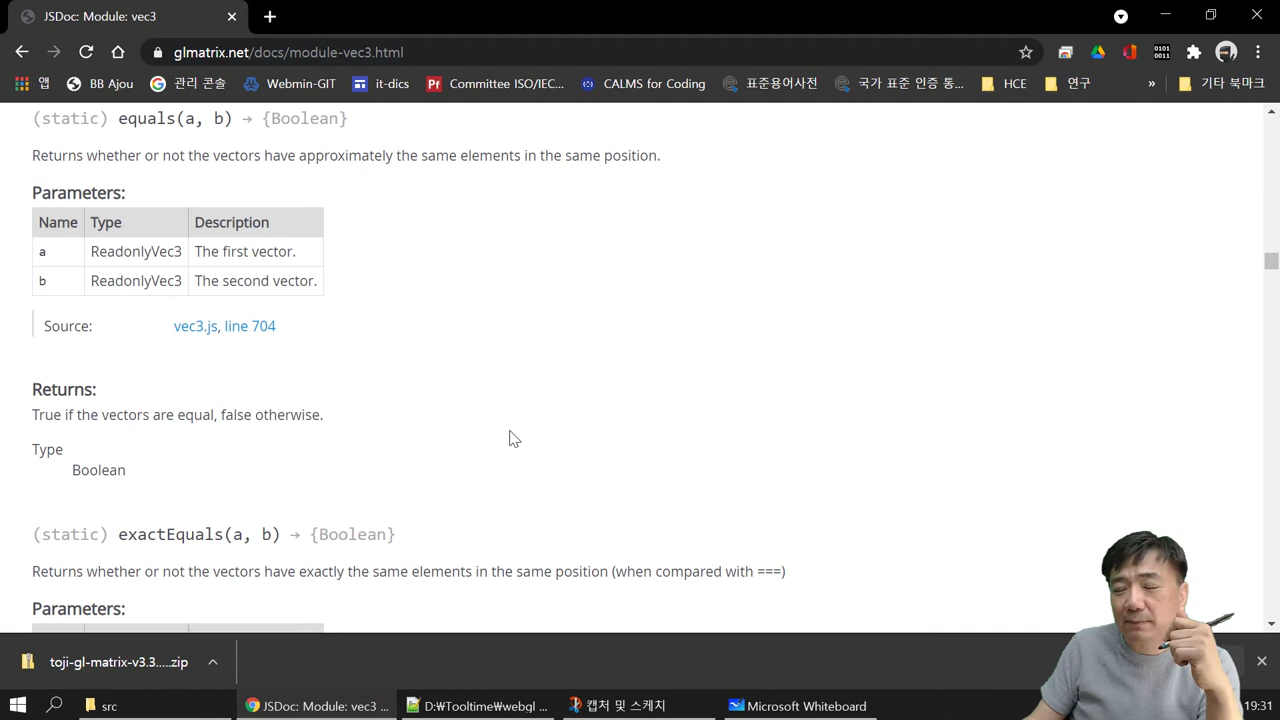 JSDoc: Module: vec3
glmatrix.net/docs/module-vec3.html
앱 BB Ajou 관리 콘솔 Webmin-GIT it-dics Committee ISO/IEC,... CALMS for Coding 표준용어사전 국가 표준 인증 통... HCE 연구 » 기타 북마크
(static) equals(a, b) → {Boolean}
Returns whether or not the vectors have approximately the same elements in the same position.
Parameters:
Name Type Description
a ReadonlyVec3 The first vector.
b ReadonlyVec3 The second vector.
Source: vec3.js, line 704
Returns:
True if the vectors are equal, false otherwise.
Type
Boolean
(static) exactEquals(a, b) → {Boolean}
Returns whether or not the vectors have exactly the same elements in the same position (when compared with ===)
Parameters:
toji-gl-matrix-v3.3.....zip
src JSDoc: Module: vec3 ... D:₩Tooltime₩webgl ... 캡처 및 스케치 Microsoft Whiteboard 19:31